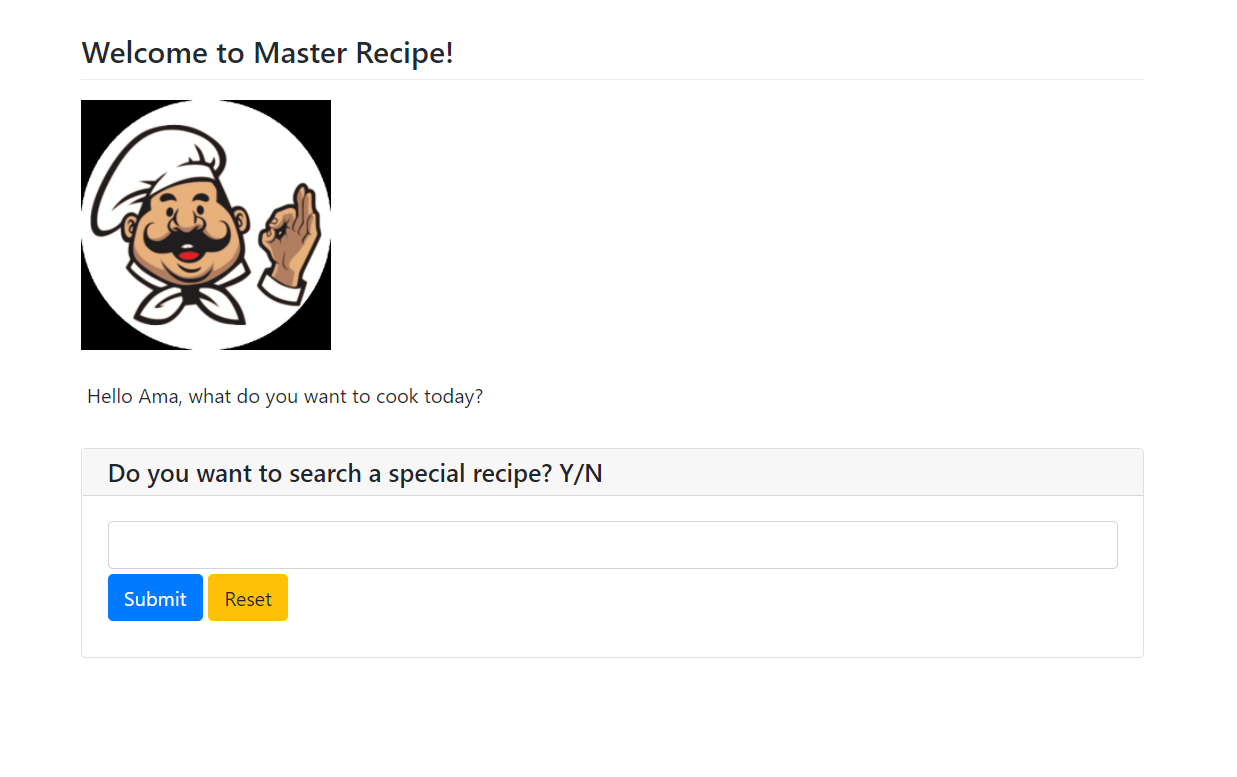 Welcome to Master Recipe!
Hello Ama, what do you want to cook today?
Do you want to search a special recipe? Y/N
Submit Reset